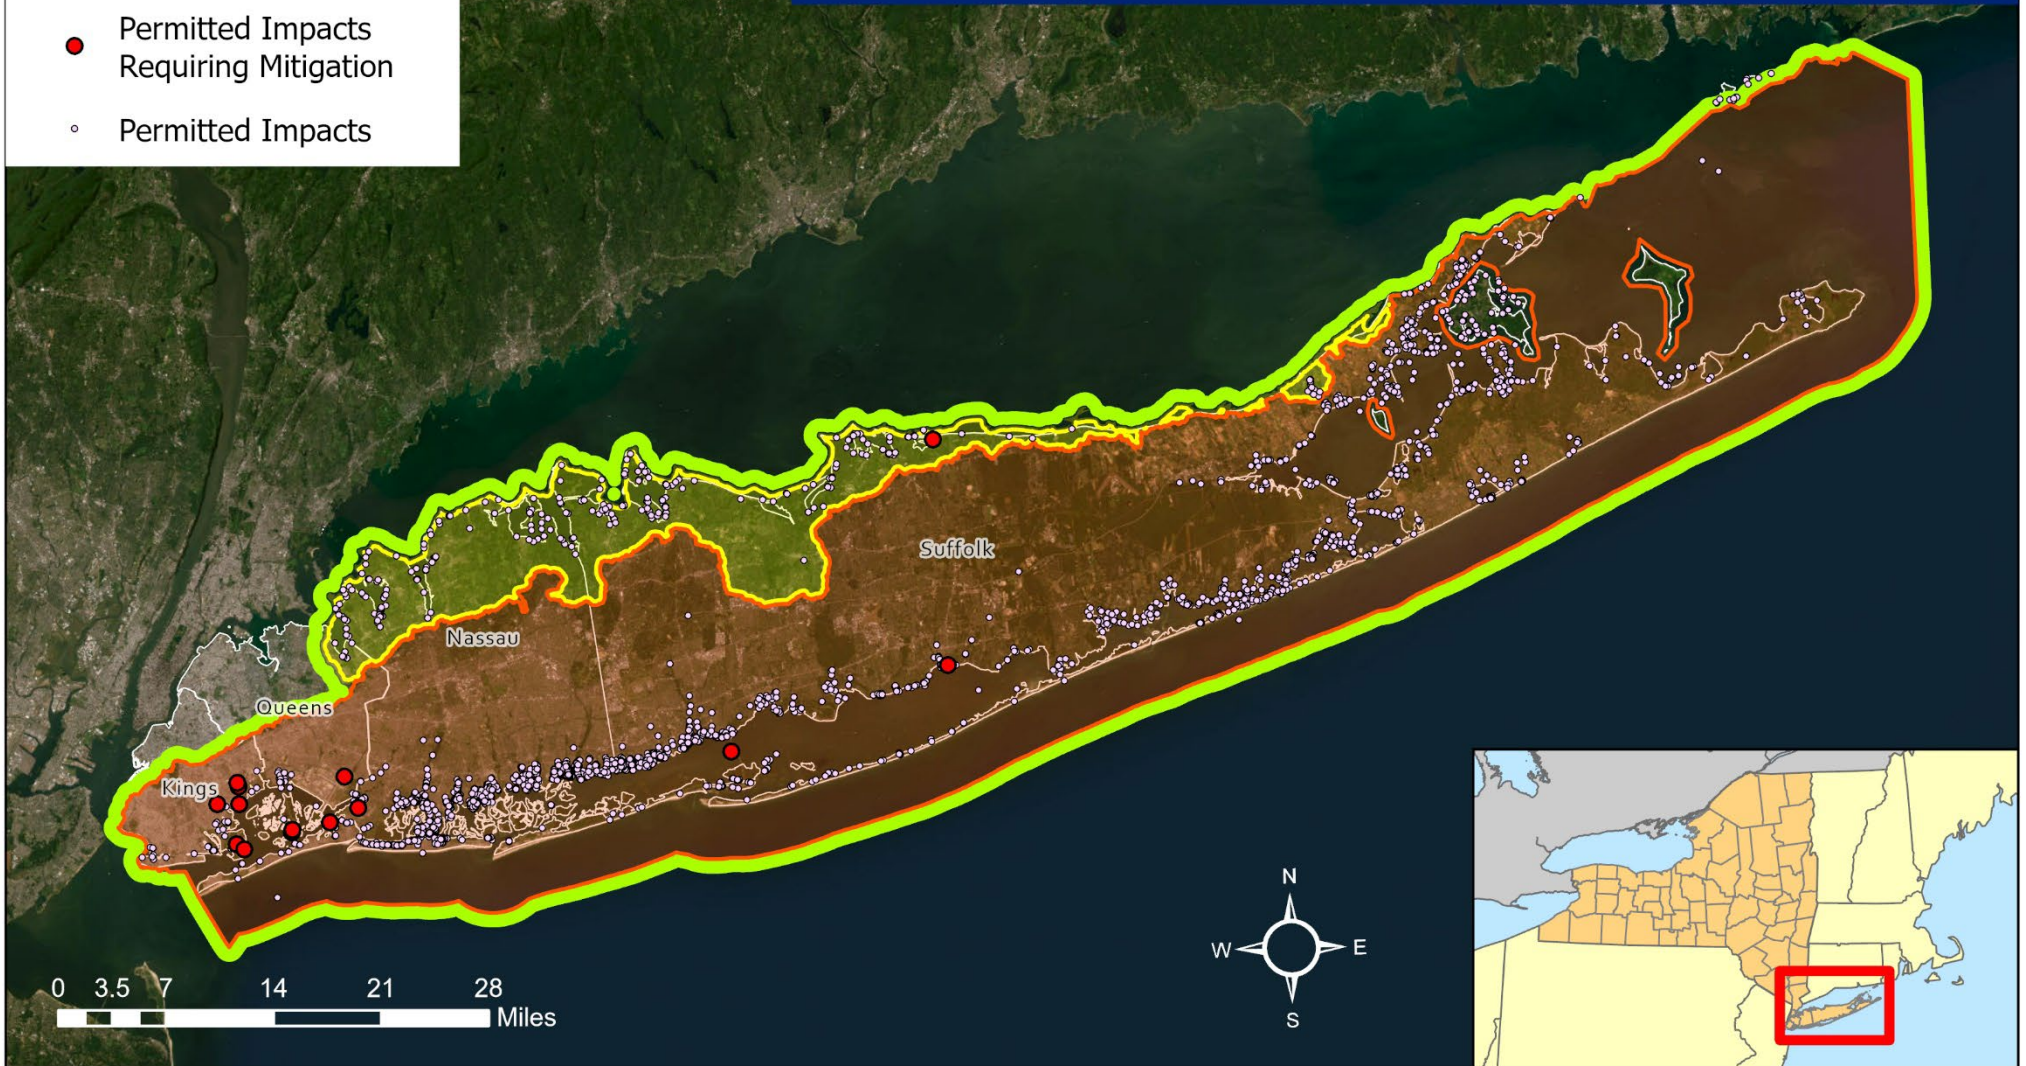 Permitted Impacts
Requiring Mitigation
Permitted Impacts
Suffolk
Nassau
Queens
Kings
N
W E
S
0 3.5 7 14 21 28
Miles